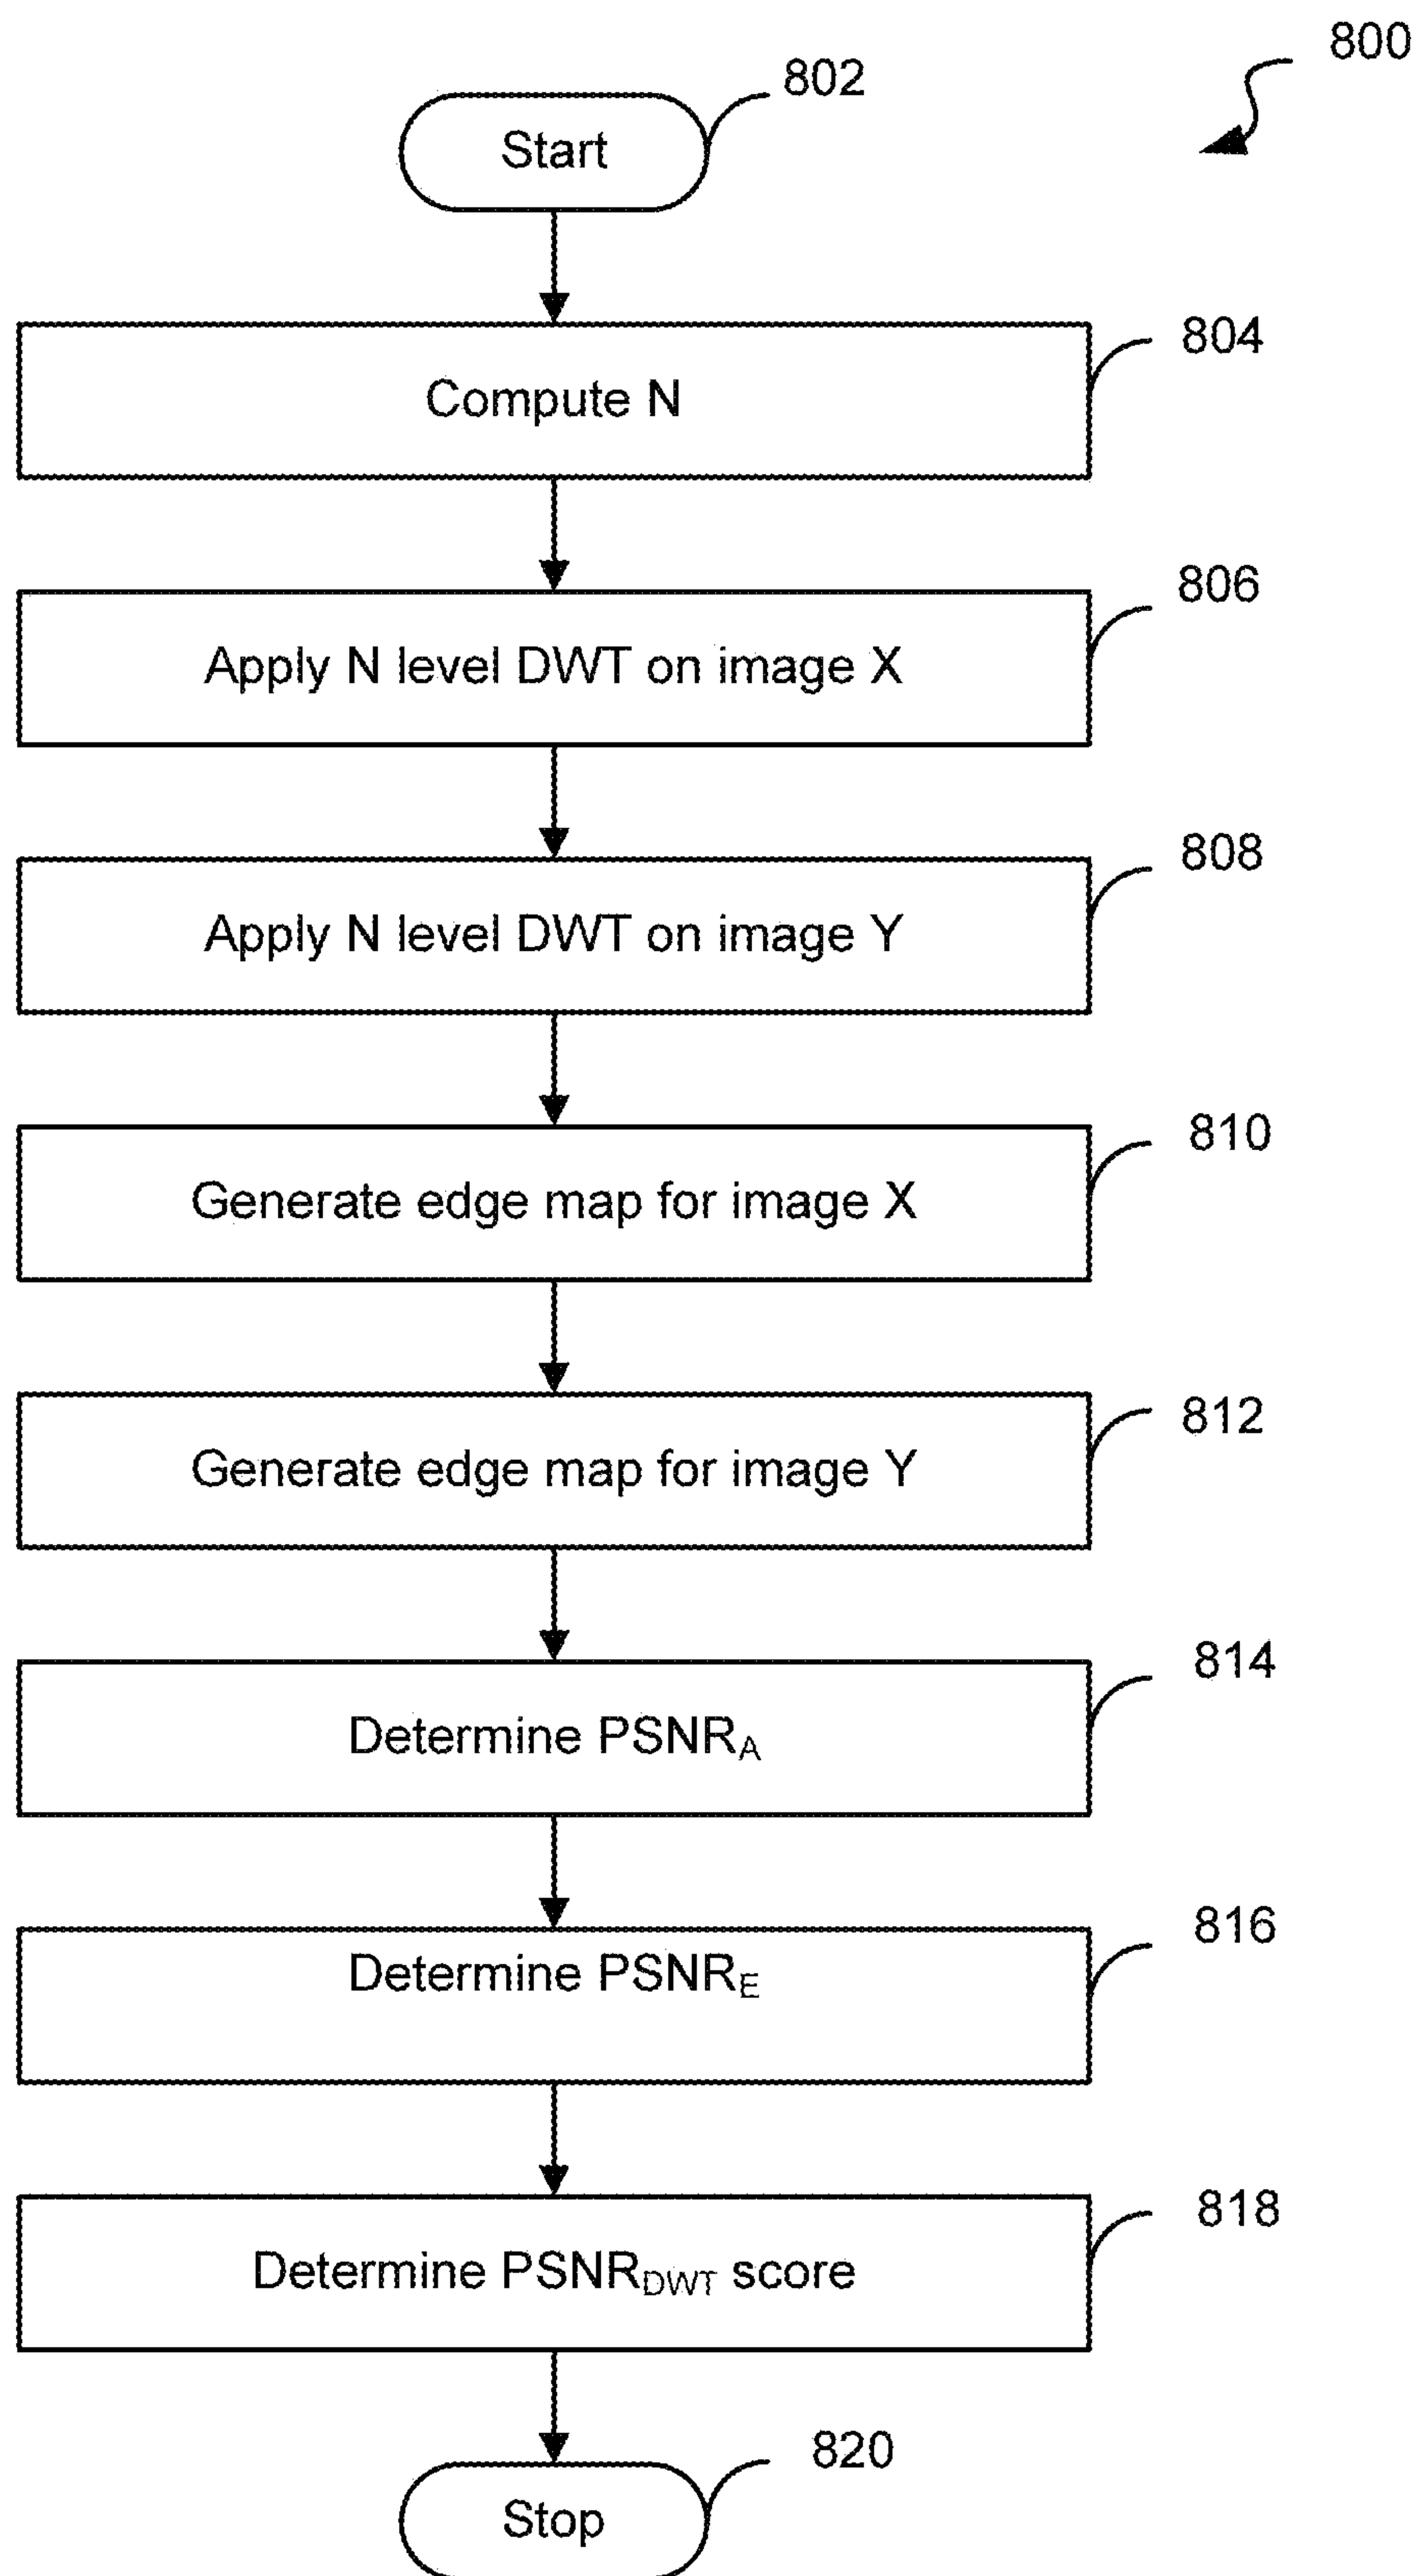 800
802
Start
804
Compute N
806
Apply N level DWT on image X
808
Apply N level DWT on image Y
810
Generate edge map for image X
812
Generate edge map for image Y
814
Determine PSNRA
816
Determine PSNRE
818
Determine PSNRDWT score
820
Stop